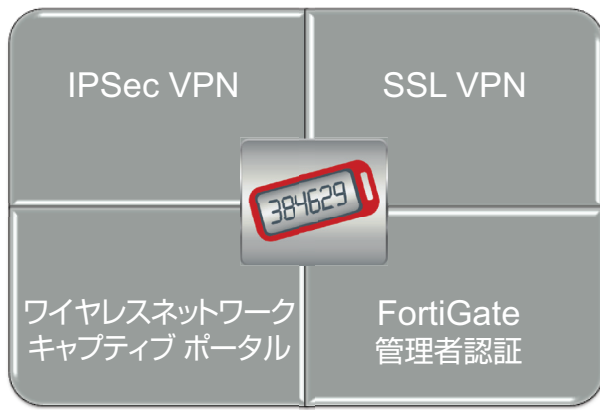 IPSec VPN
SSL VPN
384629
ワイヤレスネットワーク
キャプティブ ポータル
FortiGate
管理者認証